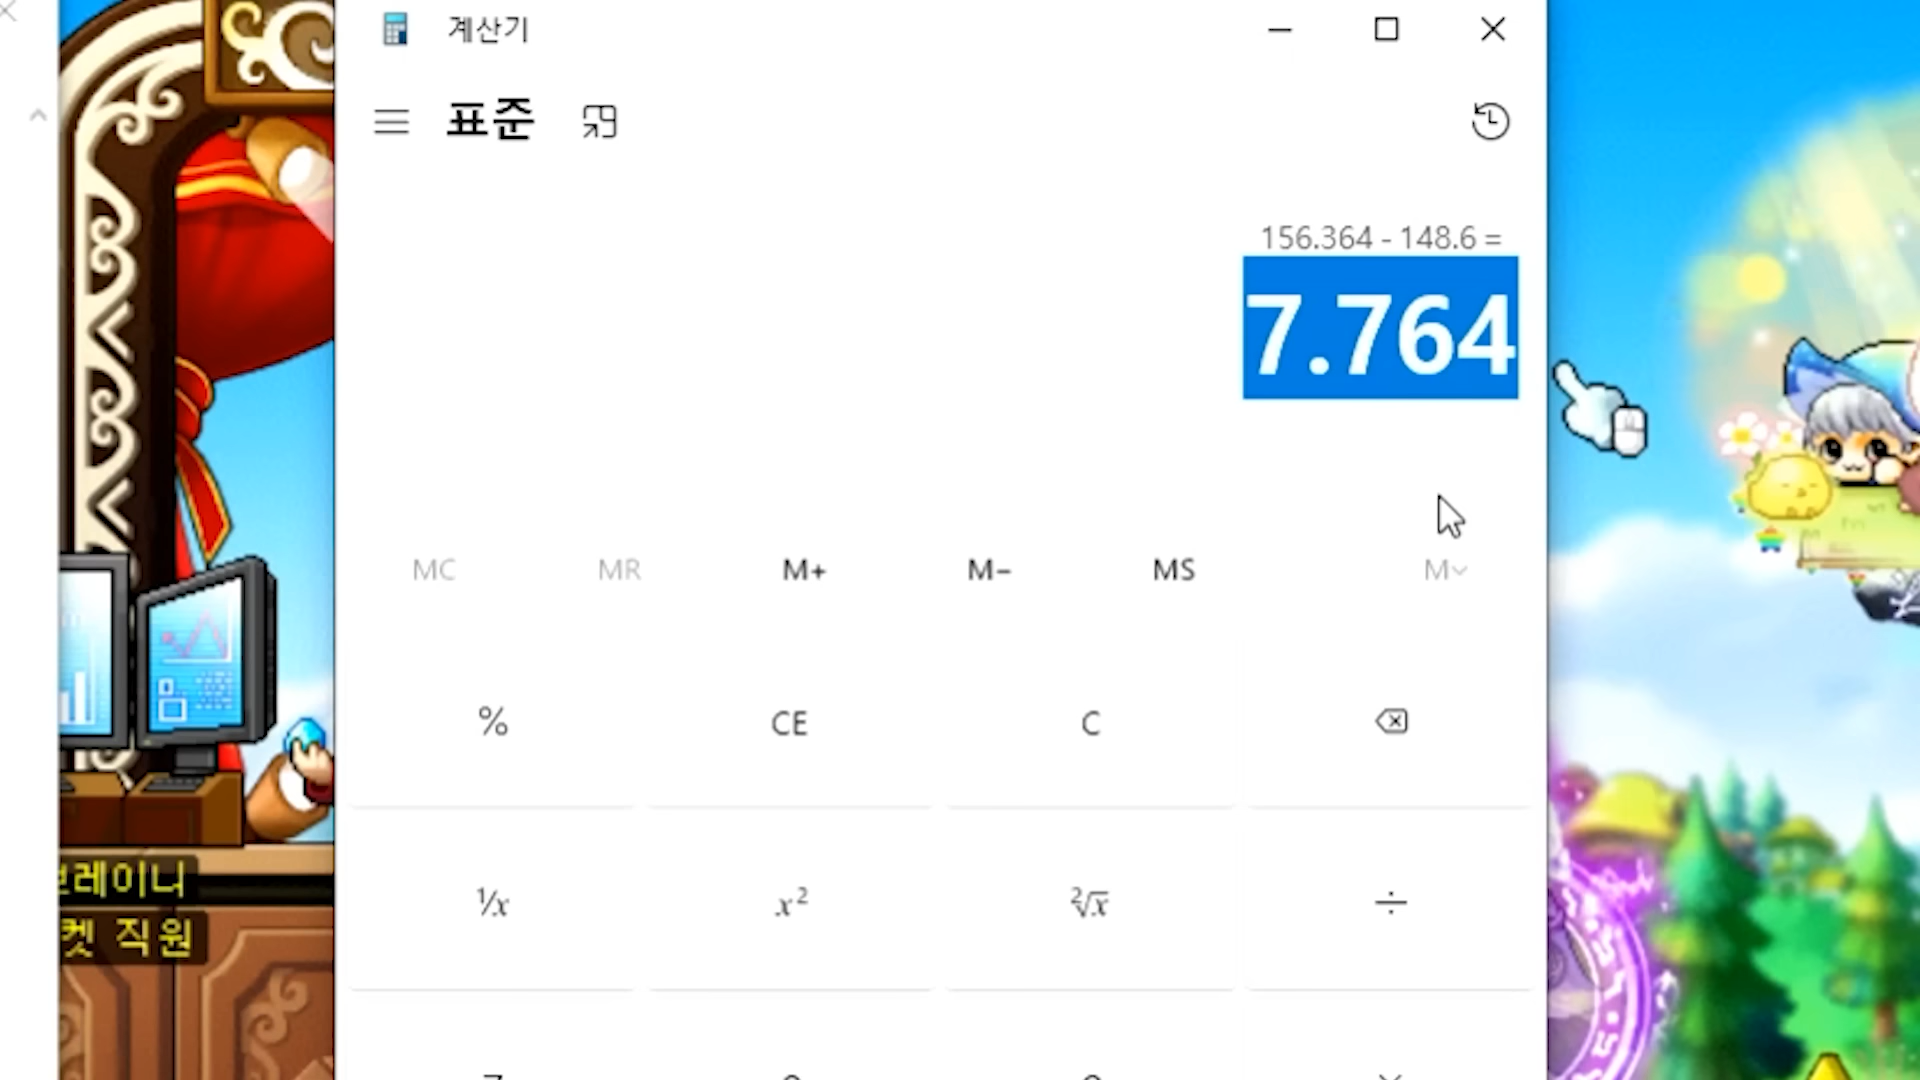 계산기
표준
156.364 - 148.6 =
7.764
MC MR M+ M− MS M
% CE C
⅟x x² ²√x ÷
레이니
켓 직원